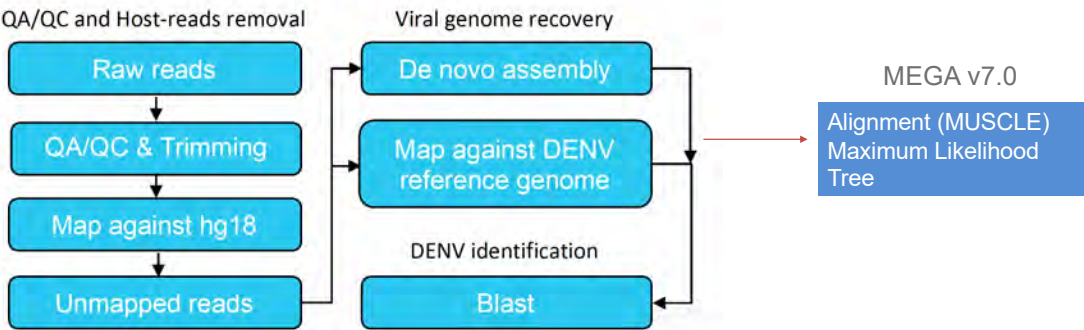 QA/QC and Host-reads removal
Raw reads
QA/QC & Trimming
Map against hg18
Unmapped reads
Viral genome recovery
De novo assembly
Map against DENV
reference genome
DENV identification
Blast
MEGA v7.0
Alignment (MUSCLE)
Maximum Likelihood
Tree